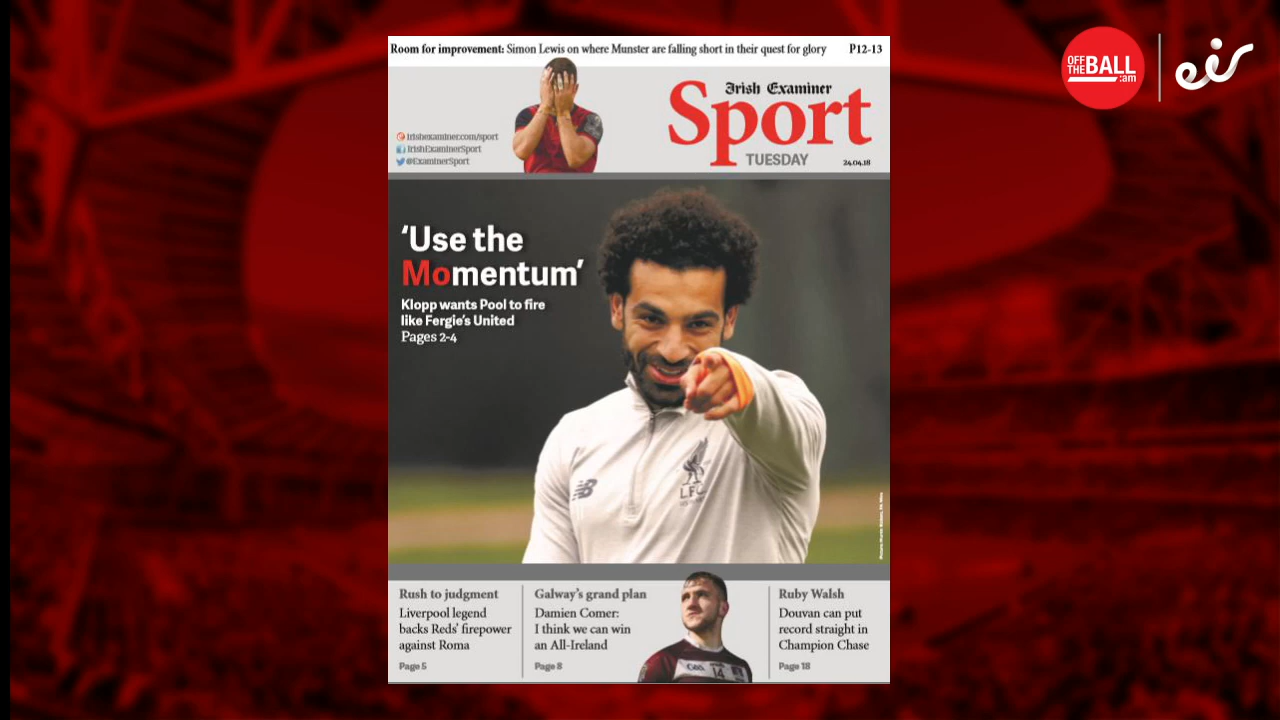 Room for improvement: Simon Lewis on where Munster are falling short in their quest for glory P12-13
OFF
THE BALL
:am
eir
Irish Examiner
Sport
TUESDAY
24.04.18
irishexaminer.com/sport
IrishExaminerSport
@ExaminerSport
‘Use the
Momentum’
Klopp wants Pool to fire
like Fergie’s United
Pages 2-4
LFC
Rush to judgment
Liverpool legend
backs Reds’ firepower
against Roma
Page 5
Galway’s grand plan
Damien Comer:
I think we can win
an All-Ireland
Page 8
14
Ruby Walsh
Douvan can put
record straight in
Champion Chase
Page 18